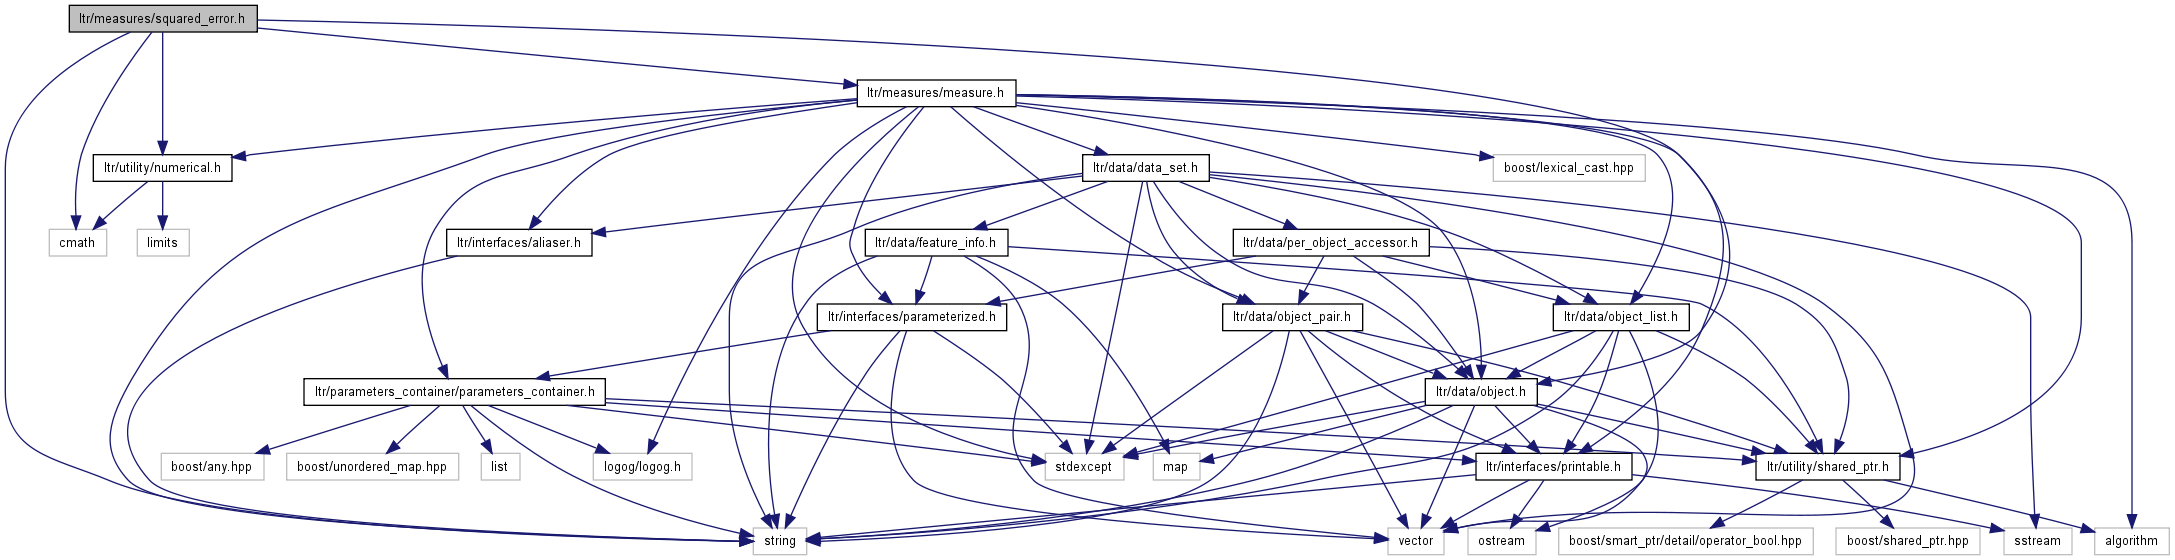 ltr/measures/squared_error.h
ltr/measures/measure.h
ltr/utility/numerical.h
ltr/data/data_set.h
boost/lexical_cast.hpp
cmath
limits
ltr/interfaces/aliaser.h
ltr/data/feature_info.h
ltr/data/per_object_accessor.h
ltr/interfaces/parameterized.h
ltr/data/object_pair.h
ltr/data/object_list.h
ltr/parameters_container/parameters_container.h
ltr/data/object.h
boost/any.hpp
boost/unordered_map.hpp
list
logog/logog.h
stdexcept
map
ltr/interfaces/printable.h
ltr/utility/shared_ptr.h
string
vector
ostream
boost/smart_ptr/detail/operator_bool.hpp
boost/shared_ptr.hpp
sstream
algorithm